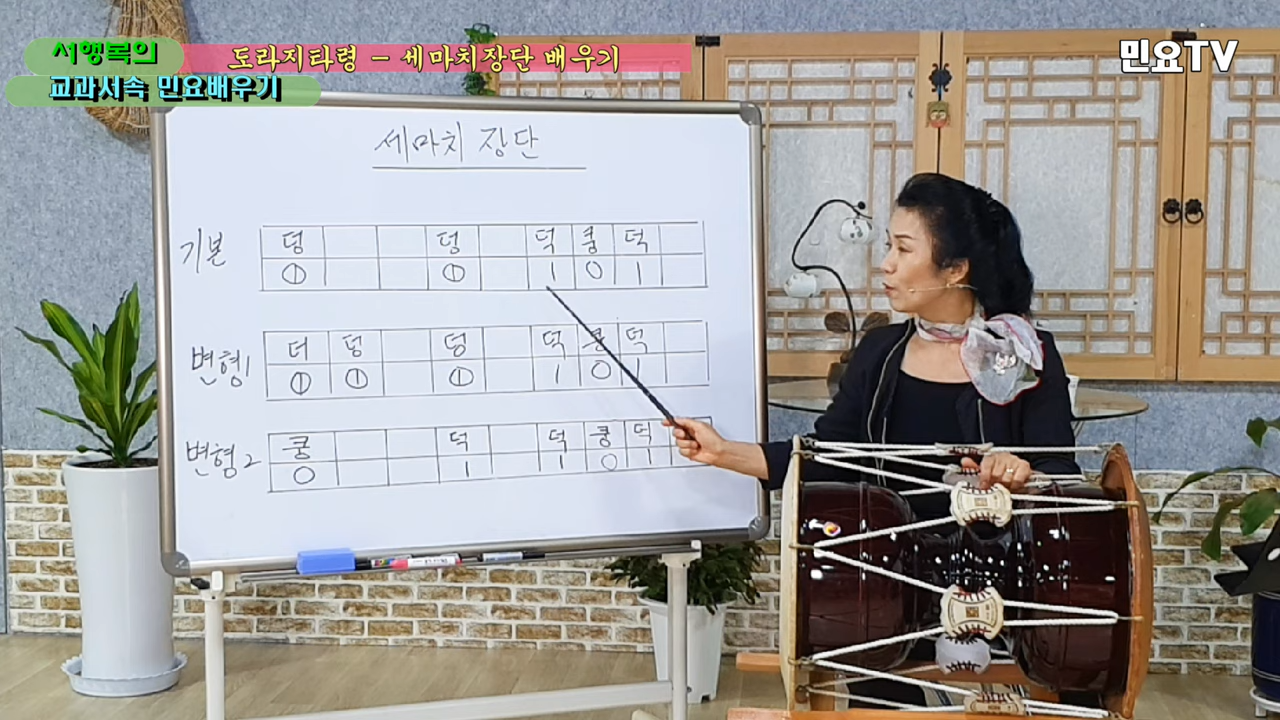 서행복의
교과서속 민요배우기
도라지타령 - 세마치장단 배우기
민요TV
세마치 장단
기본
덩 덩 덕 쿵 덕
변형1
더 덩 덩 덕 쿵 덕
변형2
쿵 덕 덕 쿵 덕